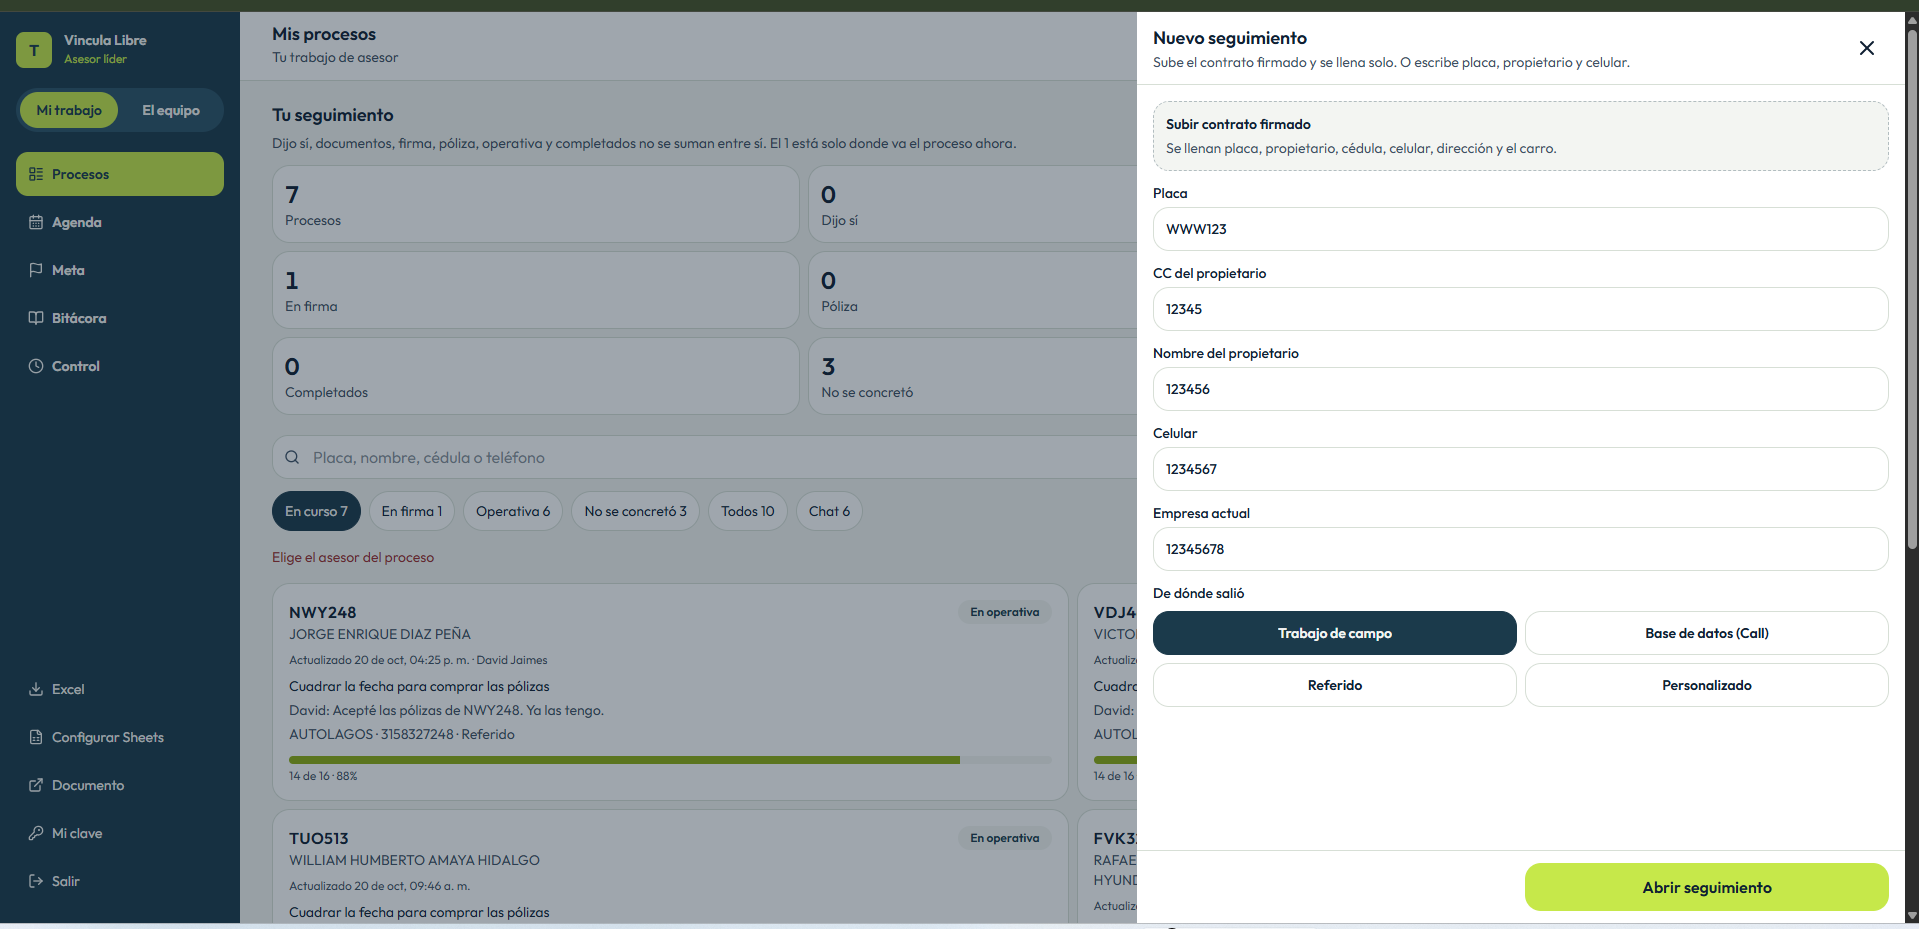 T
Vincula Libre
Asesor líder
Mi trabajo
El equipo
Procesos
Agenda
Meta
Bitácora
Control
Excel
Configurar Sheets
Documento
Mi clave
Salir
Mis procesos
Tu trabajo de asesor
Tu seguimiento
Dijo sí, documentos, firma, póliza, operativa y completados no se suman entre sí. El 1 está solo donde va el proceso ahora.
7
Procesos
0
Dijo sí
1
En firma
0
Póliza
0
Completados
3
No se concretó
Placa, nombre, cédula o teléfono
En curso 7
En firma 1
Operativa 6
No se concretó 3
Todos 10
Chat 6
Elige el asesor del proceso
NWY248
En operativa
JORGE ENRIQUE DIAZ PEÑA
Actualizado 20 de oct, 04:25 p. m. · David Jaimes
Cuadrar la fecha para comprar las pólizas
David: Acepté las pólizas de NWY248. Ya las tengo.
AUTOLAGOS · 3158327248 · Referido
14 de 16 · 88%
VDJ4
VICTO
Actualiz
Cuadra
David:
AUTOL
14 de 16
TUO513
En operativa
WILLIAM HUMBERTO AMAYA HIDALGO
Actualizado 20 de oct, 09:46 a. m.
Cuadrar la fecha para comprar las pólizas
FVK3
RAFAE
HYUND
Actualiz
Nuevo seguimiento
Sube el contrato firmado y se llena solo. O escribe placa, propietario y celular.
Subir contrato firmado
Se llenan placa, propietario, cédula, celular, dirección y el carro.
Placa
WWW123
CC del propietario
12345
Nombre del propietario
123456
Celular
1234567
Empresa actual
12345678
De dónde salió
Trabajo de campo
Base de datos (Call)
Referido
Personalizado
Abrir seguimiento